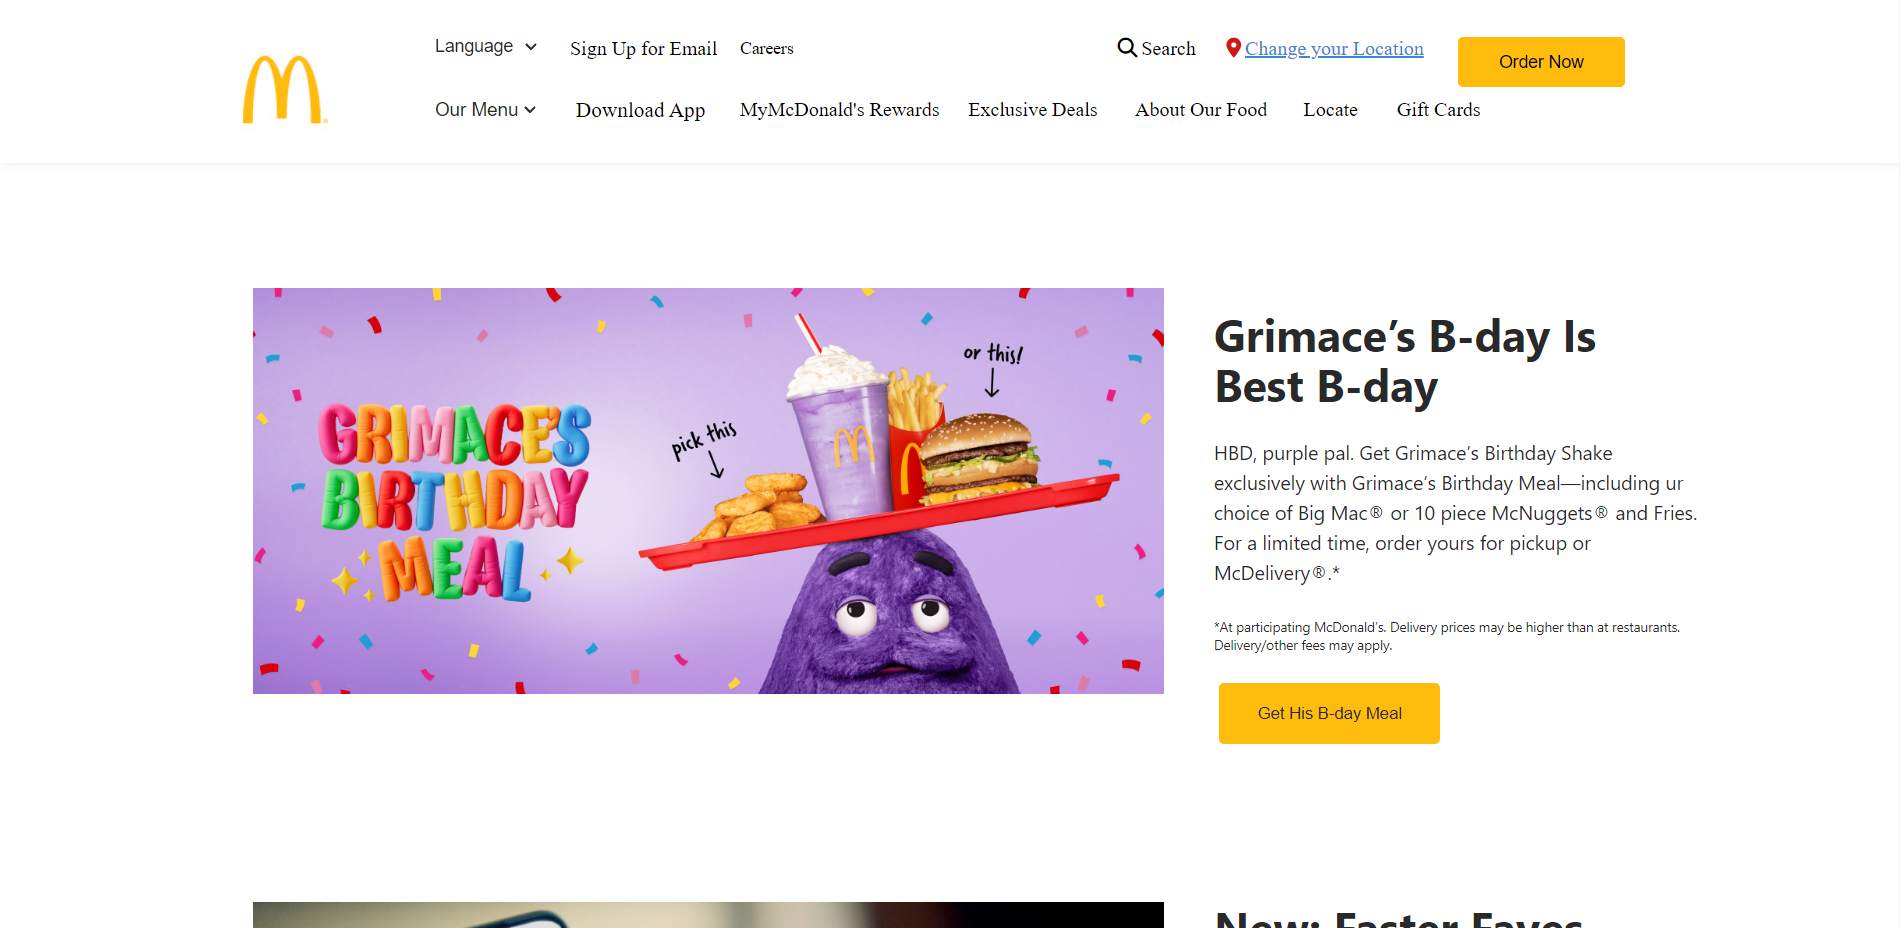 Language
Sign Up for Email
Careers
Search
Change your Location
Order Now
Our Menu
Download App
MyMcDonald's Rewards
Exclusive Deals
About Our Food
Locate
Gift Cards
GRIMACE'S
BIRTHDAY
MEAL
pick this
or this!
Grimace’s B-day Is
Best B-day
HBD, purple pal. Get Grimace’s Birthday Shake
exclusively with Grimace’s Birthday Meal—including ur
choice of Big Mac® or 10 piece McNuggets® and Fries.
For a limited time, order yours for pickup or
McDelivery®.*
*At participating McDonald’s. Delivery prices may be higher than at restaurants.
Delivery/other fees may apply.
Get His B-day Meal
New: Faster Faves